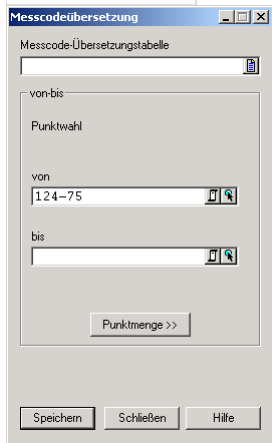 Messcodeübersetzung
Messcode-Übersetzungstabelle
von-bis
Punktwahl
von
124-75
bis
Punktmenge >>
Speichern
Schließen
Hilfe